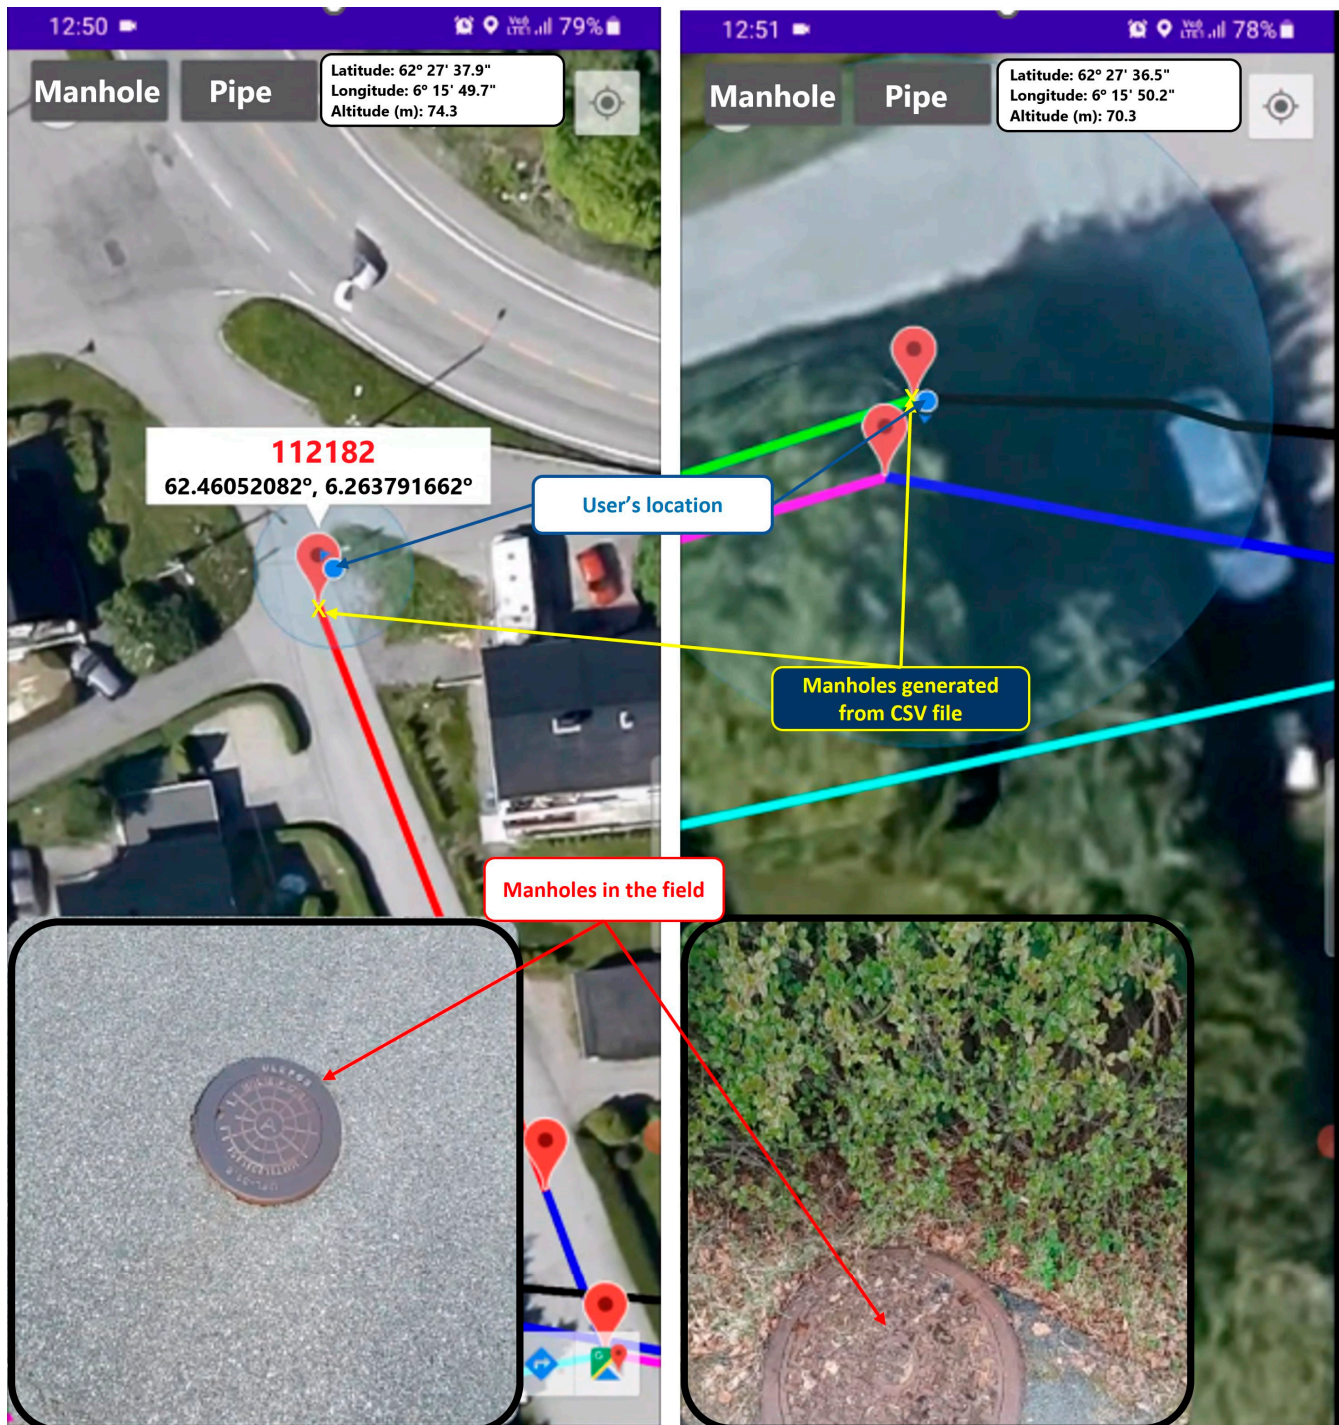 12:50
79%
Manhole
Pipe
Latitude: 62° 27' 37.9"
Longitude: 6° 15' 49.7"
Altitude (m): 74.3
112182
62.46052082°, 6.263791662°
12:51
78%
Manhole
Pipe
Latitude: 62° 27' 36.5"
Longitude: 6° 15' 50.2"
Altitude (m): 70.3
User's location
Manholes generated
from CSV file
Manholes in the field